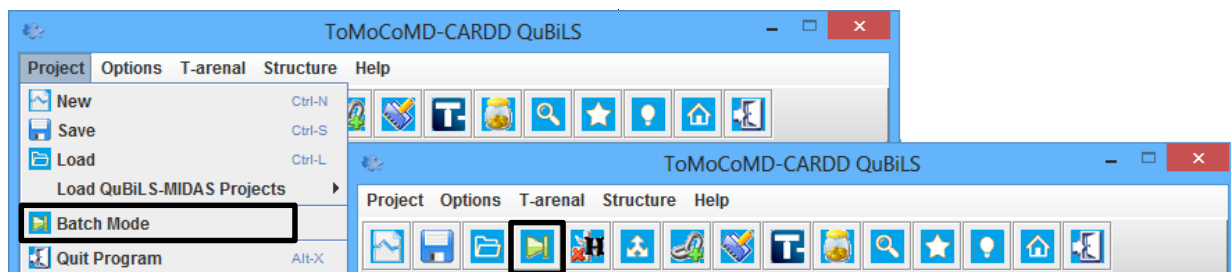 ToMoCoMD-CARDD QuBiLS
Project Options T-arenal Structure Help
New Ctrl-N
Save Ctrl-S
Load Ctrl-L
Load QuBiLS-MIDAS Projects
Batch Mode
Quit Program Alt-X
ToMoCoMD-CARDD QuBiLS
Project Options T-arenal Structure Help
H
T